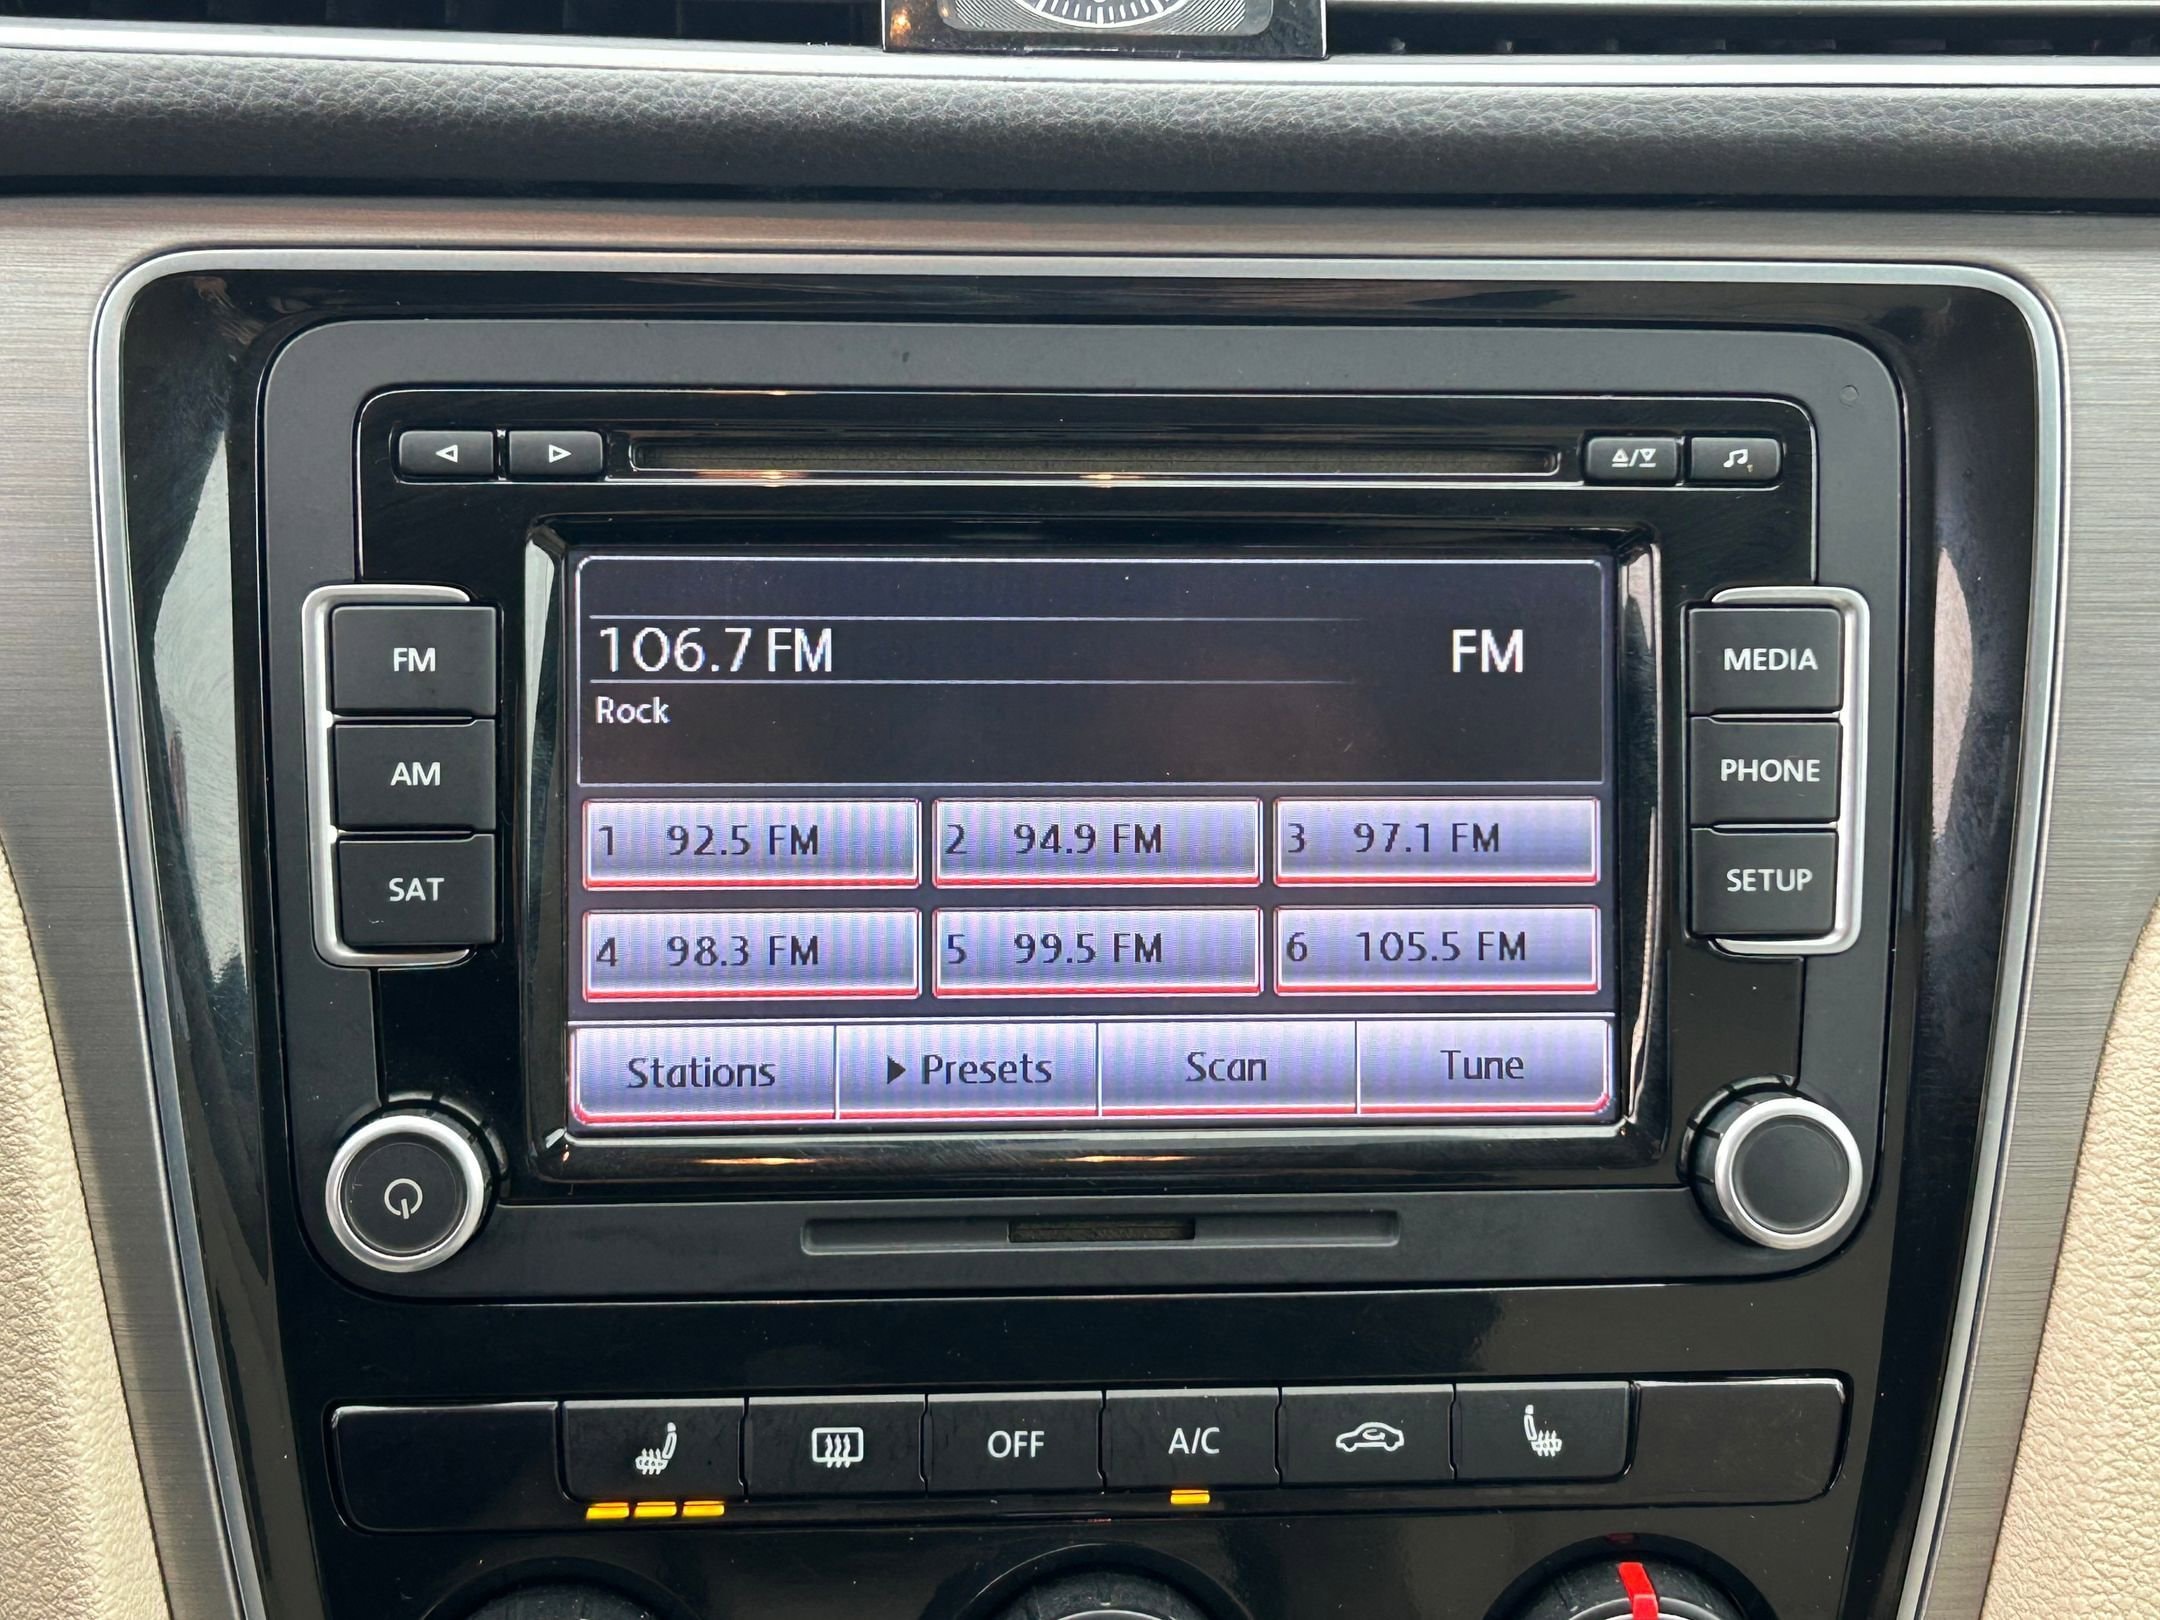 FM
AM
SAT
106.7 FM FM
Rock
1 92.5 FM 2 94.9 FM 3 97.1 FM
4 98.3 FM 5 99.5 FM 6 105.5 FM
Stations Presets Scan Tune
MEDIA
PHONE
SETUP
OFF A/C